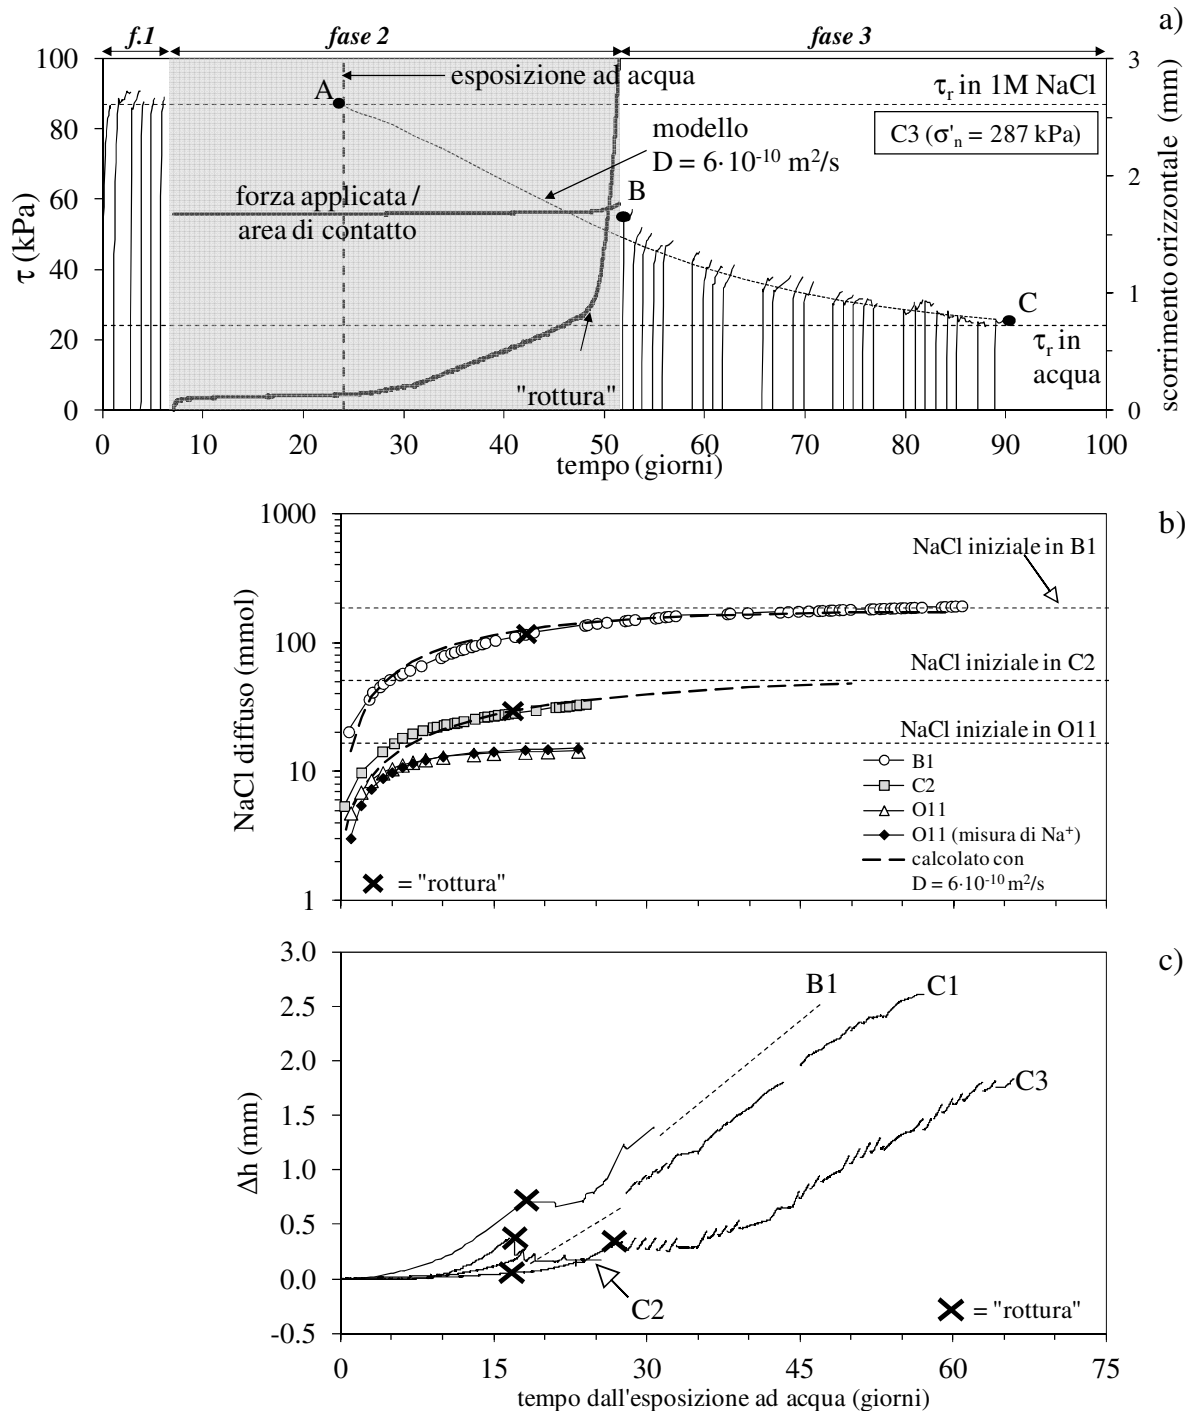 a)
f.1 fase 2 fase 3
100
80
60
40
20
0
τ (kPa)
3
2
1
0
scorrimento orizzontale (mm)
esposizione ad acqua
A
τr in 1M NaCl
modello
D = 6·10-10 m2/s
C3 (σ'n = 287 kPa)
forza applicata /
area di contatto
B
C
"rottura"
τr in
acqua
0 10 20 30 40 50 60 70 80 90 100
tempo (giorni)
b)
1000
100
10
1
NaCl diffuso (mmol)
NaCl iniziale in B1
NaCl iniziale in C2
NaCl iniziale in O11
B1
C2
O11
O11 (misura di Na+)
calcolato con
D = 6·10-10 m2/s
= "rottura"
c)
3.0
2.5
2.0
1.5
1.0
0.5
0.0
-0.5
Δh (mm)
B1
C1
C3
C2
= "rottura"
0 15 30 45 60 75
tempo dall'esposizione ad acqua (giorni)